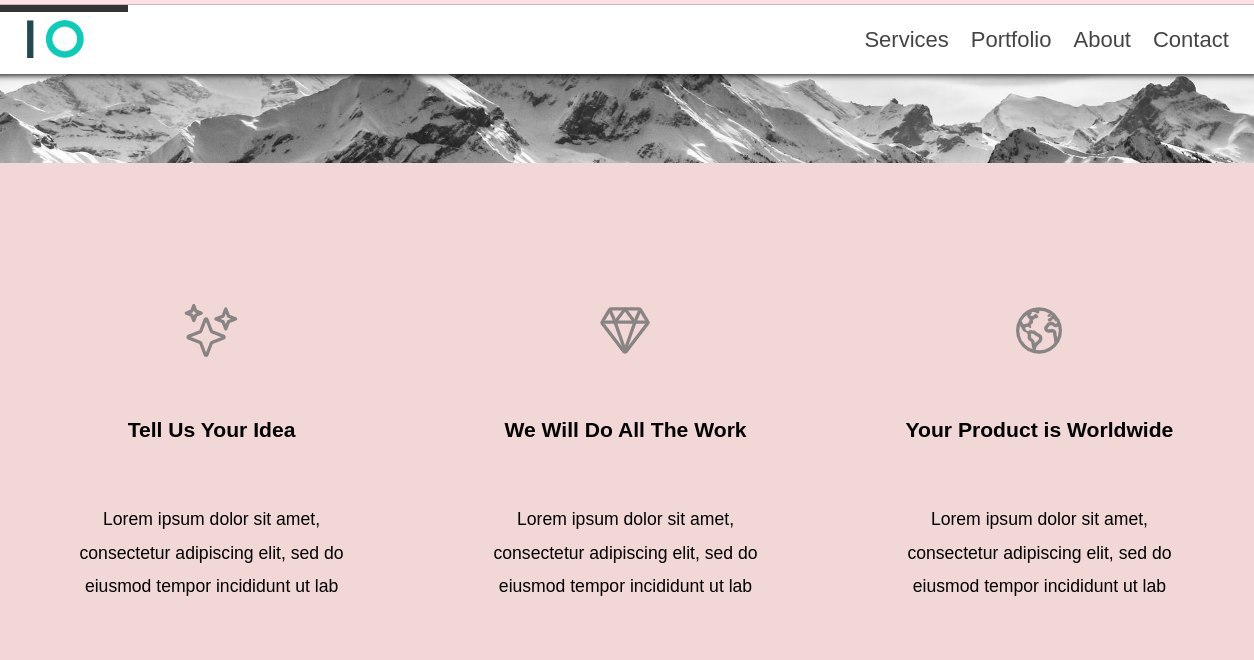 IO
Services Portfolio About Contact
Tell Us Your Idea
We Will Do All The Work
Your Product is Worldwide
Lorem ipsum dolor sit amet,
consectetur adipiscing elit, sed do
eiusmod tempor incididunt ut lab
Lorem ipsum dolor sit amet,
consectetur adipiscing elit, sed do
eiusmod tempor incididunt ut lab
Lorem ipsum dolor sit amet,
consectetur adipiscing elit, sed do
eiusmod tempor incididunt ut lab